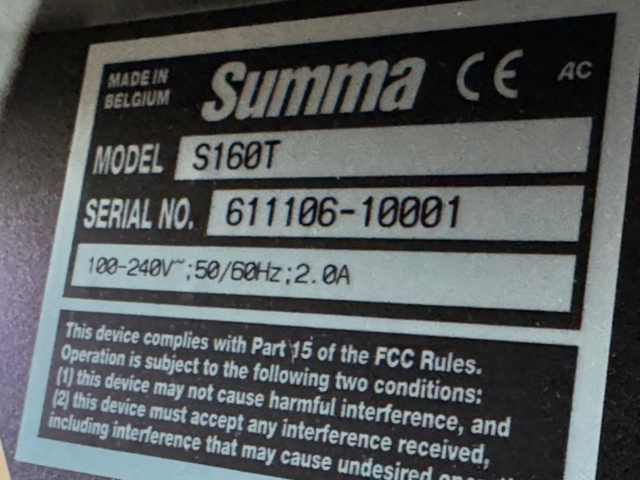 MADE IN
BELGIUM
Summa CE AC
MODEL S160T
SERIAL NO. 611106-10001
100-240V~;50/60Hz;2.0A
This device complies with Part 15 of the FCC Rules.
Operation is subject to the following two conditions:
(1) this device may not cause harmful interference, and
(2) this device must accept any interference received,
including interference that may cause undesired